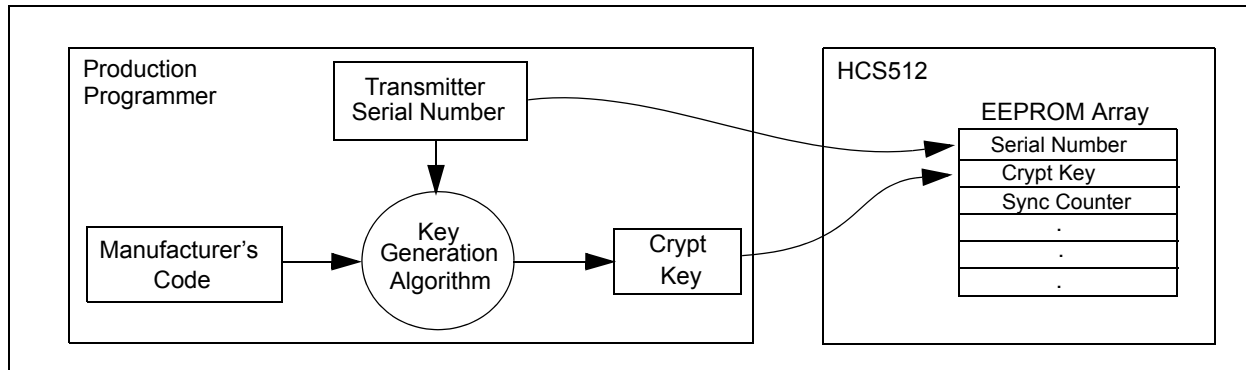 Production
Programmer
Transmitter
Serial Number
Manufacturer's
Code
Key
Generation
Algorithm
Crypt
Key
HCS512
EEPROM Array
Serial Number
Crypt Key
Sync Counter
.
.
.